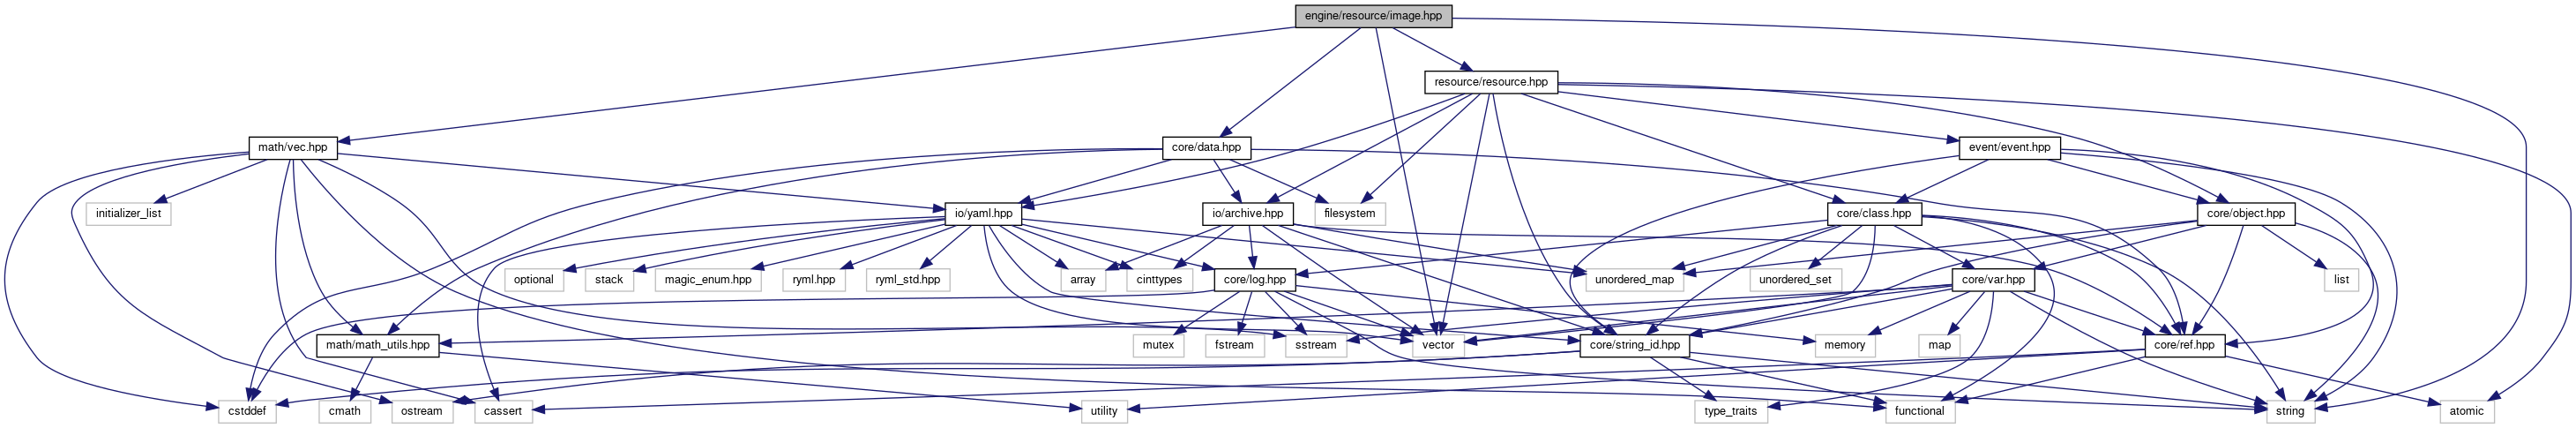 engine/resource/image.hpp
resource/resource.hpp
math/vec.hpp
core/data.hpp
event/event.hpp
initializer_list
io/yaml.hpp
io/archive.hpp
filesystem
core/class.hpp
core/object.hpp
optional
stack
magic_enum.hpp
ryml.hpp
ryml_std.hpp
array
cinttypes
core/log.hpp
unordered_map
unordered_set
core/var.hpp
list
math/math_utils.hpp
mutex
fstream
sstream
vector
core/string_id.hpp
memory
map
core/ref.hpp
cstddef
cmath
ostream
cassert
utility
functional
type_traits
string
atomic